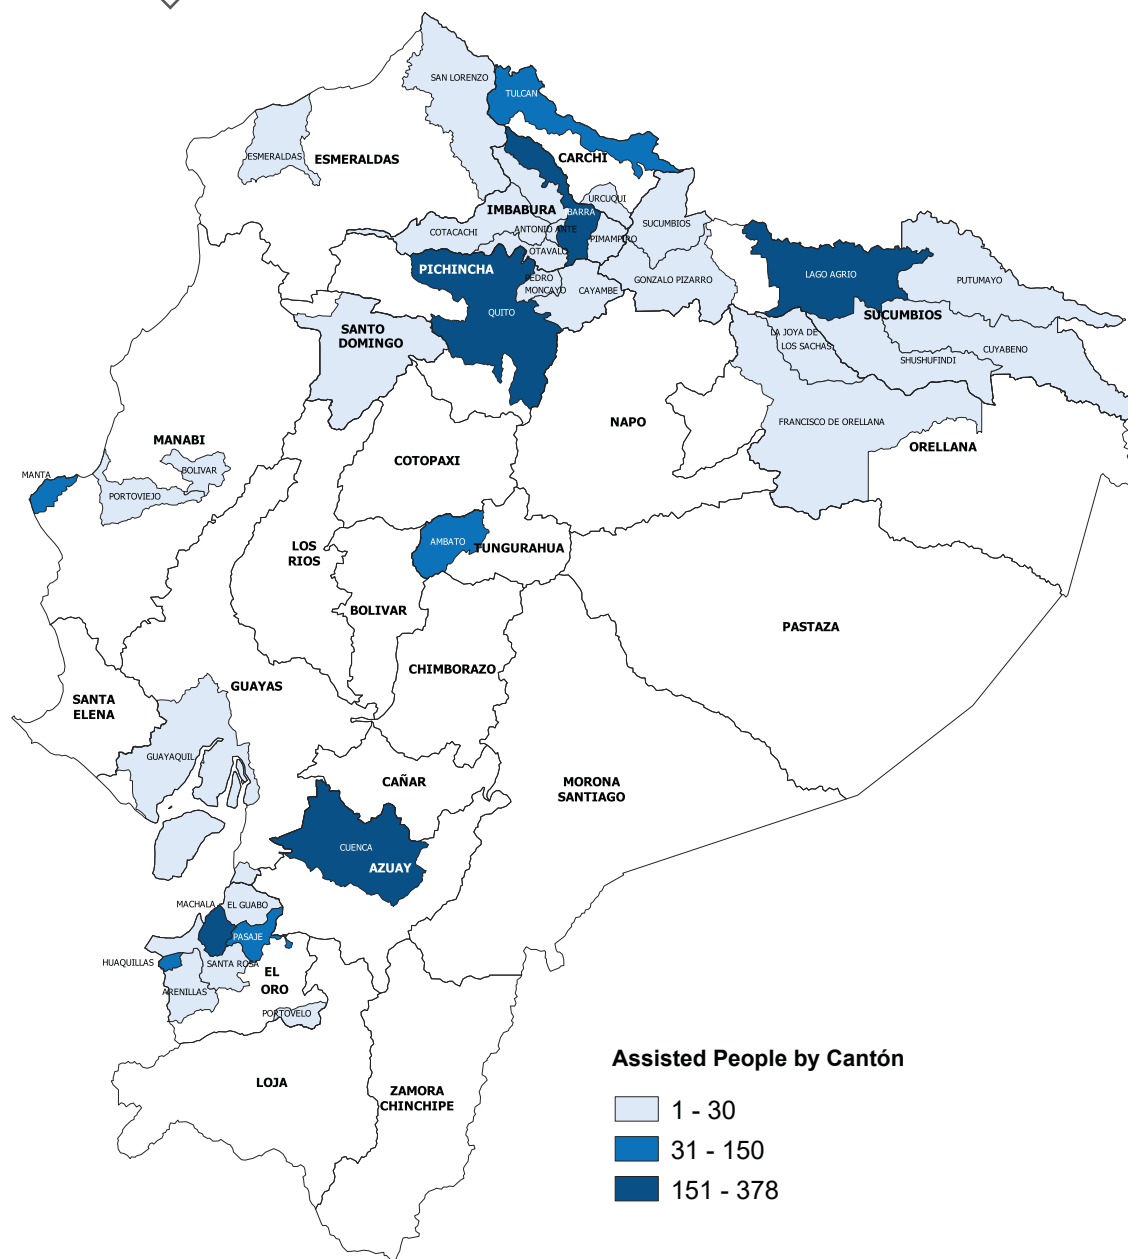 SAN LORENZO
TULCAN
ESMERALDAS
ESMERALDAS
CARCHI
URCUQUI
IMBABURA
BARRA
SUCUMBIOS
COTACACHI
ANTONIO ANTE
PIMAMPIRO
OTAVALO
PICHINCHA
PEDRO
MONCAYO
CAYAMBE
GONZALO PIZARRO
LAGO AGRIO
PUTUMAYO
QUITO
SUCUMBIOS
SANTO
DOMINGO
LA JOYA DE
LOS SACHAS
CUYABENO
SHUSHUFINDI
NAPO
FRANCISCO DE ORELLANA
ORELLANA
MANABI
COTOPAXI
BOLIVAR
MANTA
PORTOVIEJO
AMBATO
TUNGURAHUA
LOS
RIOS
BOLIVAR
PASTAZA
CHIMBORAZO
GUAYAS
SANTA
ELENA
GUAYAQUIL
CAÑAR
MORONA
SANTIAGO
CUENCA
AZUAY
MACHALA
EL GUABO
PASAJE
HUAQUILLAS
SANTA ROSA
EL
ORO
ARENILLAS
PORTOVELO
LOJA
ZAMORA
CHINCHIPE
Assisted People by Cantón
1 - 30
31 - 150
151 - 378